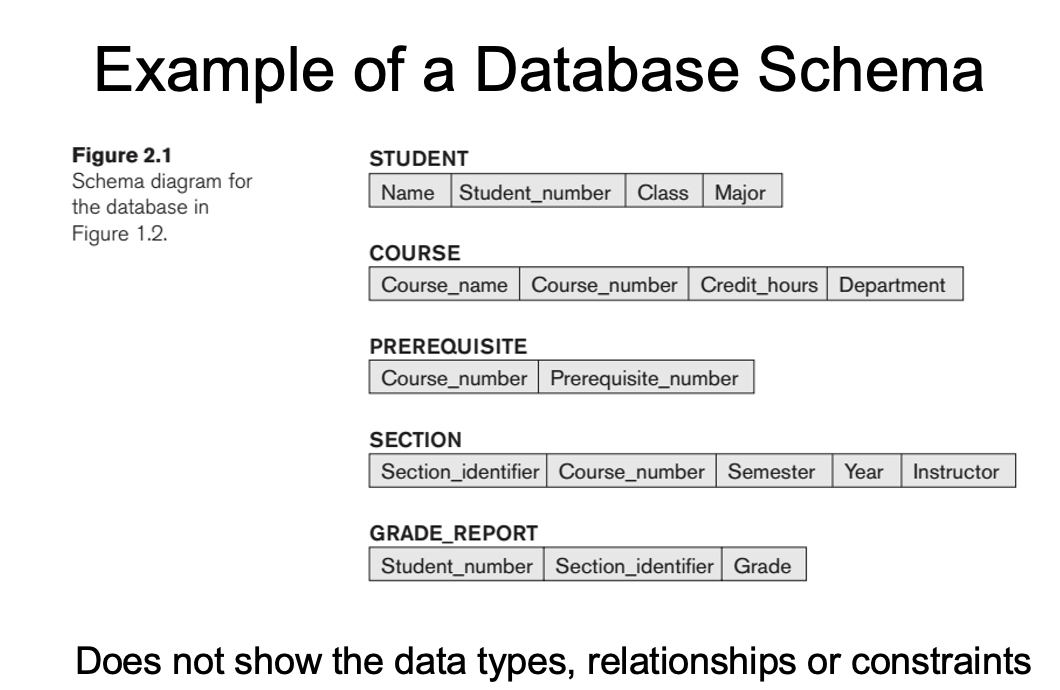 Example of a Database Schema
Figure 2.1
Schema diagram for
the database in
Figure 1.2.
STUDENT
Name Student_number Class Major
COURSE
Course_name Course_number Credit_hours Department
PREREQUISITE
Course_number Prerequisite_number
SECTION
Section_identifier Course_number Semester Year Instructor
GRADE_REPORT
Student_number Section_identifier Grade
Does not show the data types, relationships or constraints